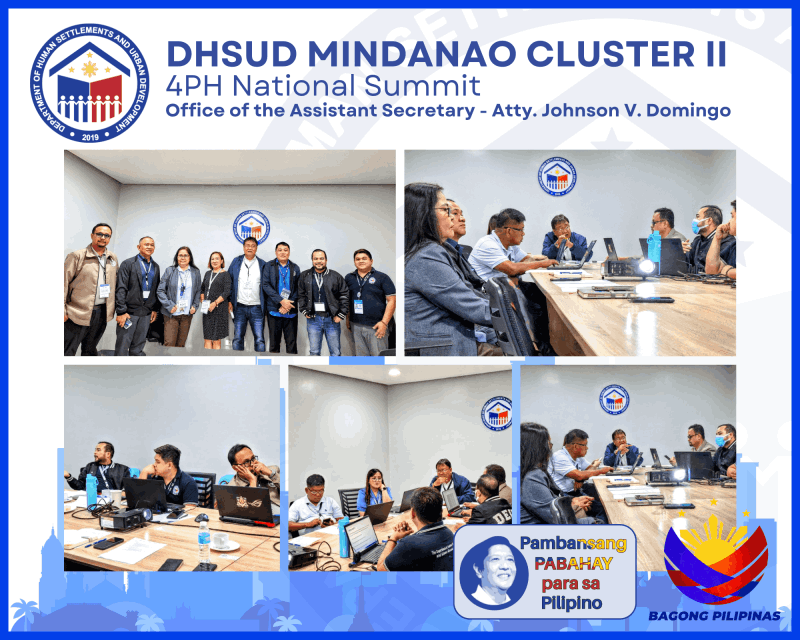 DHSUD MINDANAO CLUSTER II
4PH National Summit
Office of the Assistant Secretary - Atty. Johnson V. Domingo
DEPARTMENT OF HUMAN SETTLEMENTS AND URBAN DEVELOPMENT
2019
Pambansang
PABAHAY
para sa
Pilipino
BAGONG PILIPINAS